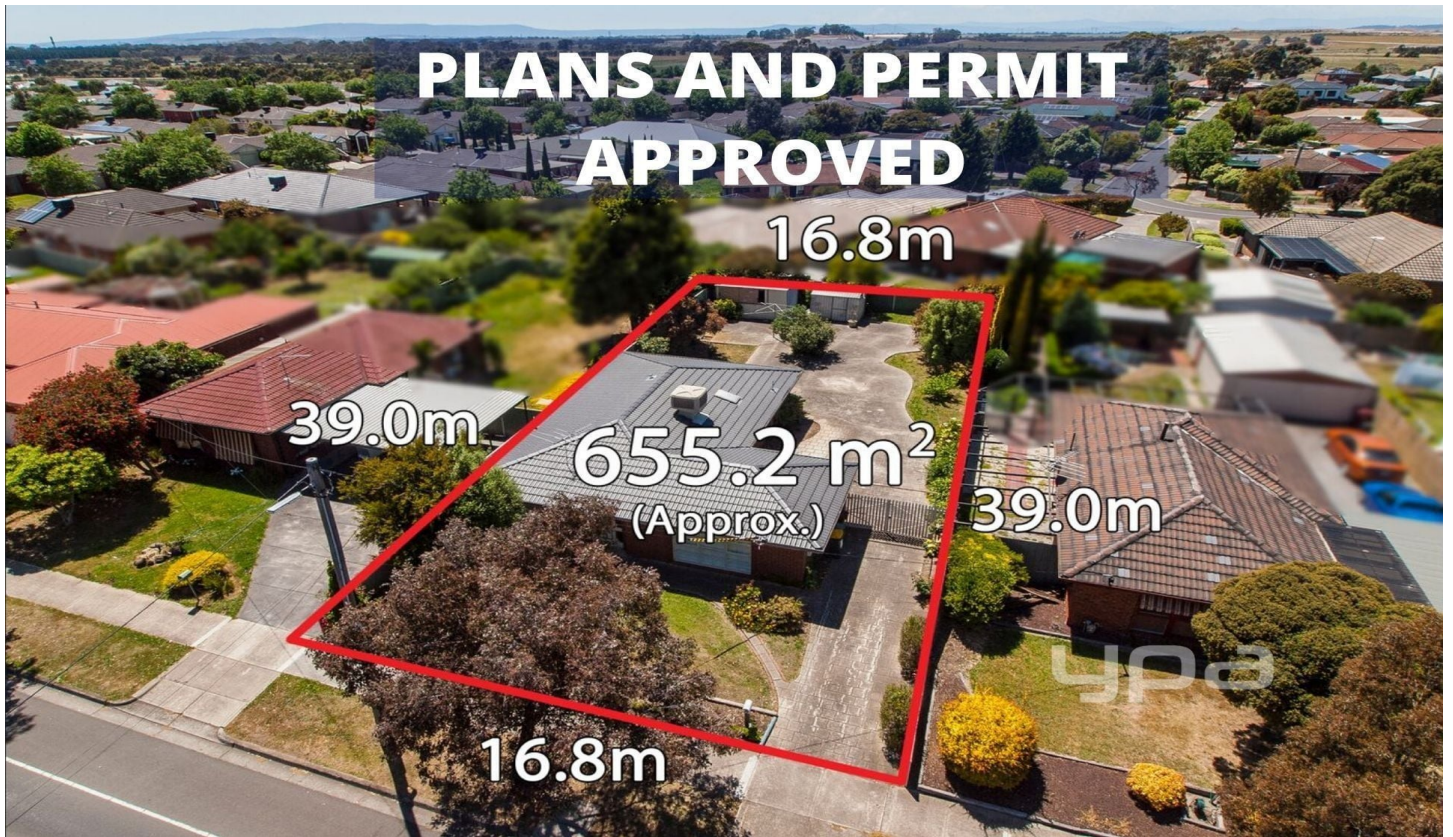 PLANS AND PERMIT
APPROVED
16.8m
39.0m
655.2 m²
(Approx.)
39.0m
16.8m
ypa